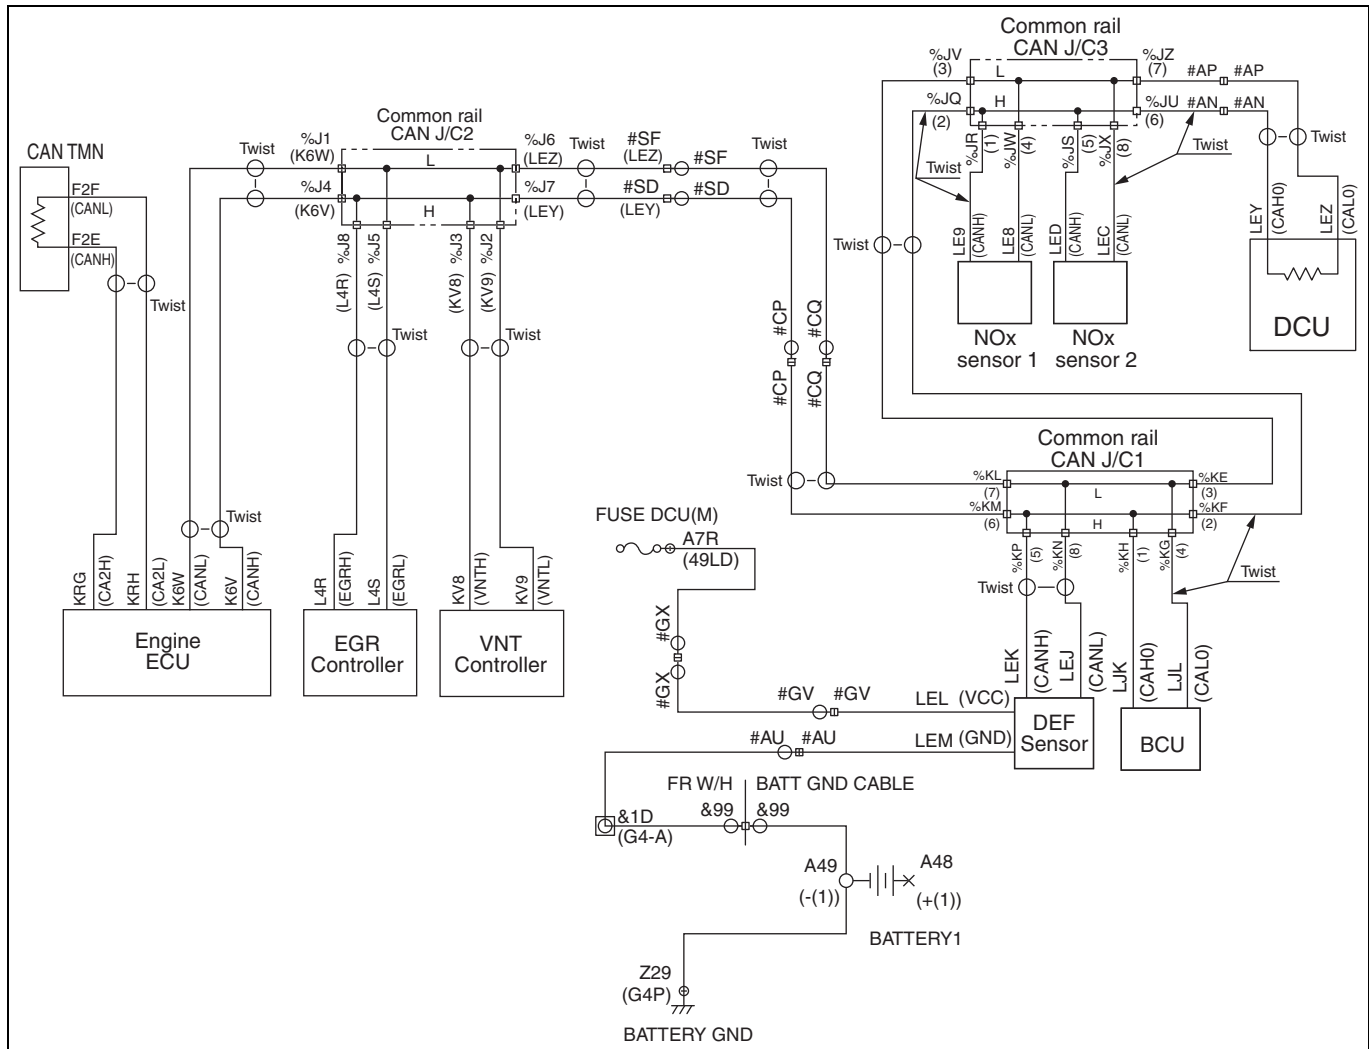 Common rail
CAN J/C3
%JV
(3)
L
%JZ
(7)
#AP
#AP
%JQ
(2)
H
%JU
(6)
#AN
#AN
Twist
%JR
(1)
%JW
(4)
%JS
(5)
%JX
(8)
Twist
Twist
LE9
(CANH)
LE8
(CANL)
LED
(CANH)
LEC
(CANL)
LEY
(CAH0)
LEZ
(CAL0)
NOx
sensor 1
NOx
sensor 2
DCU
Twist
Common rail
CAN J/C2
CAN TMN
F2F
(CANL)
F2E
(CANH)
Twist
Twist
%J1
(K6W)
L
%J6
(LEZ)
Twist
#SF
(LEZ)
#SF
Twist
%J4
(K6V)
H
%J7
(LEY)
#SD
(LEY)
#SD
(L4R) %J8
(L4S) %J5
(KV8) %J3
(KV9) %J2
Twist
Twist
#CP
#CQ
#CP
#CQ
Twist
Twist
KRG
(CA2H)
KRH
(CA2L)
K6W
(CANL)
K6V
(CANH)
L4R
(EGRH)
L4S
(EGRL)
KV8
(VNTH)
KV9
(VNTL)
Engine
ECU
EGR
Controller
VNT
Controller
Common rail
CAN J/C1
%KL
(7)
L
%KE
(3)
%KM
(6)
H
%KF
(2)
%KP
(5)
%KN
(8)
%KH
(1)
%KG
(4)
Twist
Twist
LEK
(CANH)
LEJ
(CANL)
LJK
(CAH0)
LJL
(CAL0)
DEF
Sensor
BCU
FUSE DCU(M)
A7R
(49LD)
#GX
#GX
#GV
#GV
LEL (VCC)
#AU
#AU
LEM (GND)
FR W/H
BATT GND CABLE
&1D
(G4-A)
&99
&99
A49
(-(1))
A48
(+(1))
BATTERY1
Z29
(G4P)
BATTERY GND